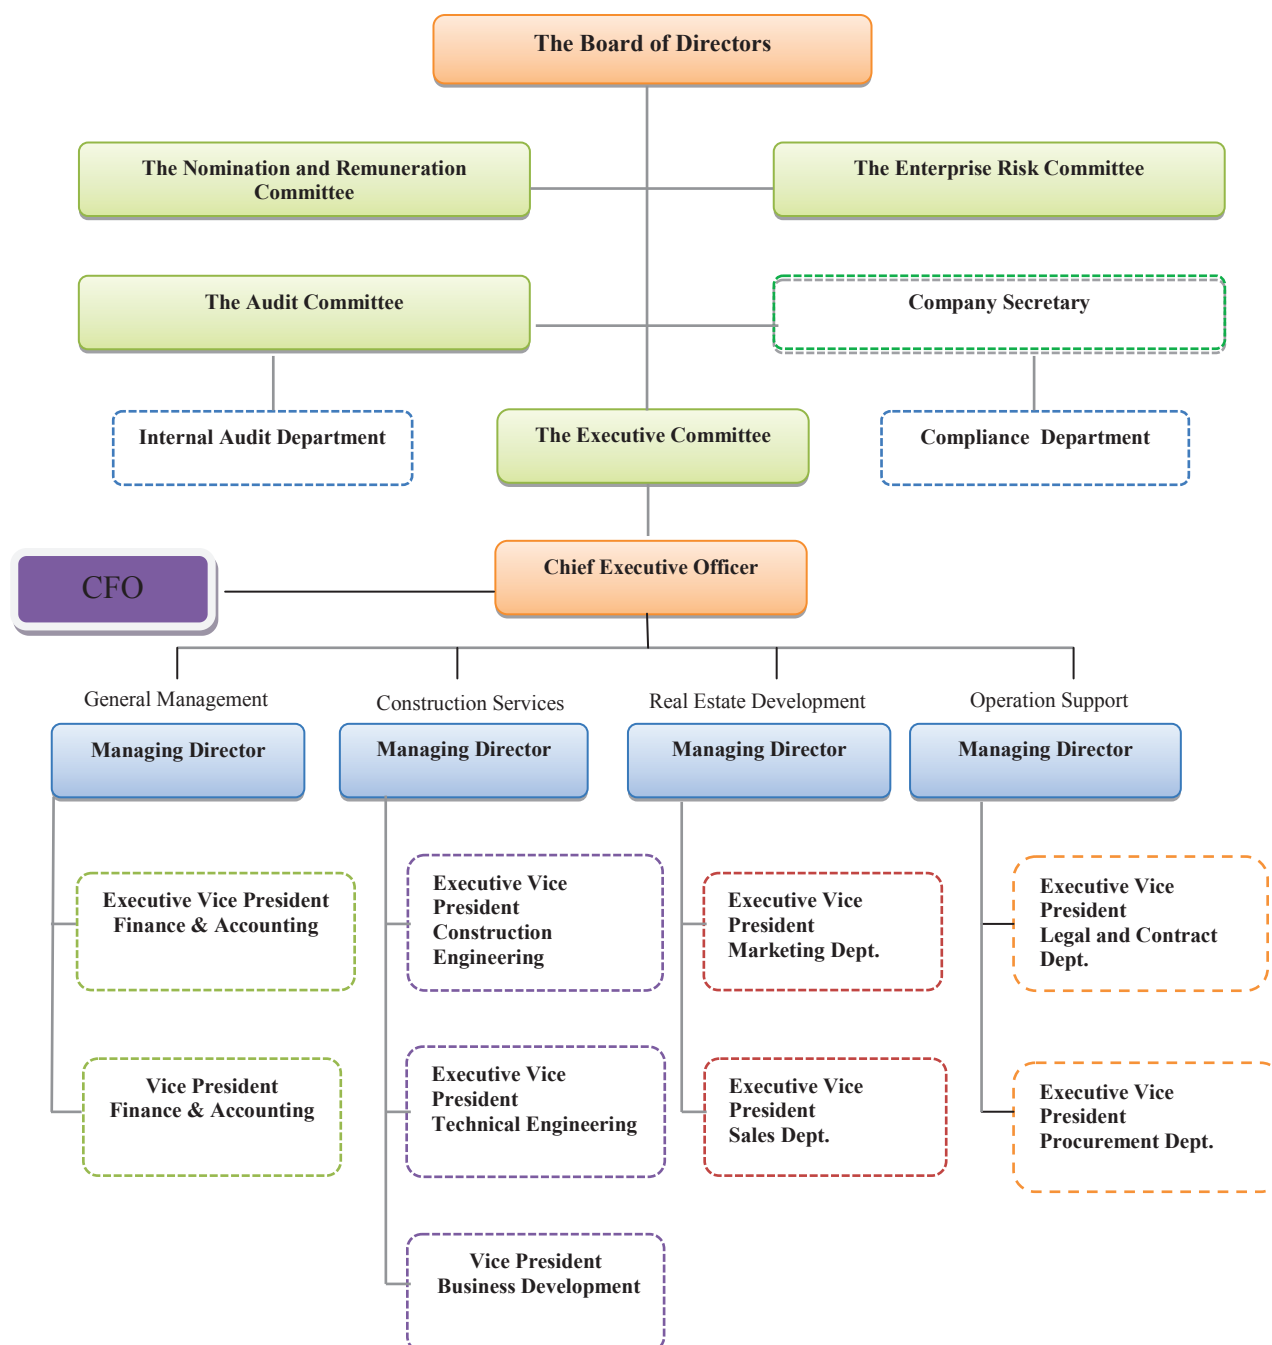 The Board of Directors
The Nomination and Remuneration
Committee
The Enterprise Risk Committee
The Audit Committee
Company Secretary
Internal Audit Department
The Executive Committee
Compliance Department
Chief Executive Officer
CFO
General Management
Construction Services
Real Estate Development
Operation Support
Managing Director
Managing Director
Managing Director
Managing Director
Executive Vice President
Finance & Accounting
Executive Vice
President
Construction
Engineering
Executive Vice
President
Marketing Dept.
Executive Vice
President
Legal and Contract
Dept.
Vice President
Finance & Accounting
Executive Vice
President
Technical Engineering
Executive Vice
President
Sales Dept.
Executive Vice
President
Procurement Dept.
Vice President
Business Development